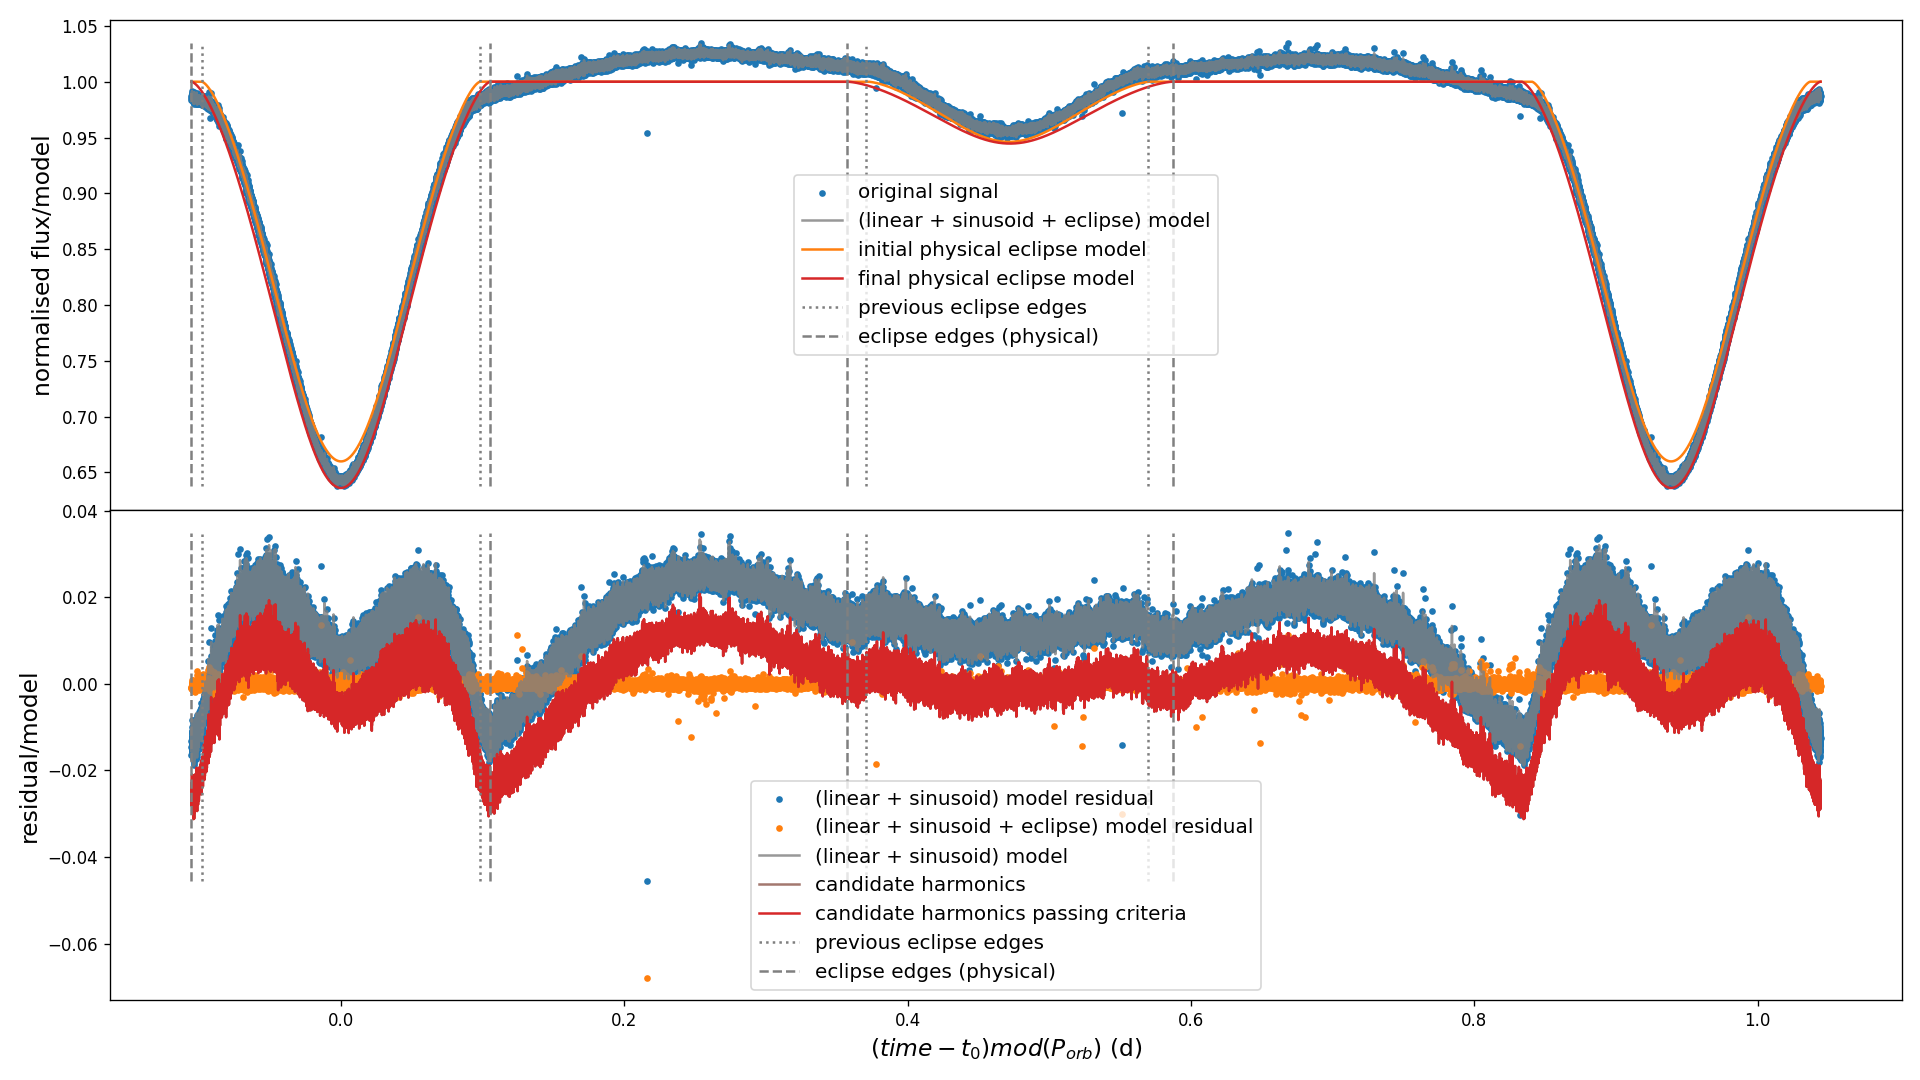 1.05
1.00
0.95
0.90
0.85
0.80
0.75
0.70
0.65
normalised flux/model
original signal
(linear + sinusoid + eclipse) model
initial physical eclipse model
final physical eclipse model
previous eclipse edges
eclipse edges (physical)
0.04
0.02
0.00
−0.02
−0.04
−0.06
residual/model
(linear + sinusoid) model residual
(linear + sinusoid + eclipse) model residual
(linear + sinusoid) model
candidate harmonics
candidate harmonics passing criteria
previous eclipse edges
eclipse edges (physical)
0.0 0.2 0.4 0.6 0.8 1.0
(time − t₀)mod(P_orb) (d)